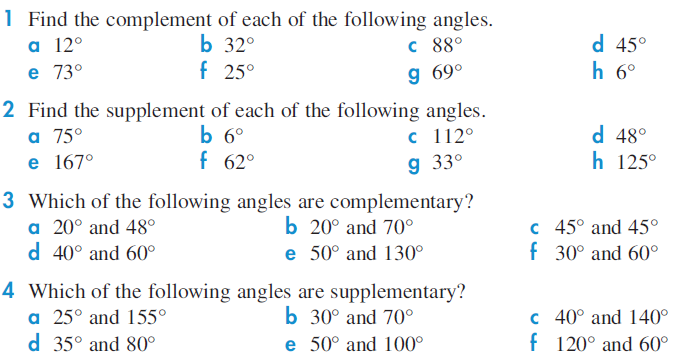 1 Find the complement of each of the following angles.
a 12° b 32° c 88° d 45°
e 73° f 25° g 69° h 6°
2 Find the supplement of each of the following angles.
a 75° b 6° c 112° d 48°
e 167° f 62° g 33° h 125°
3 Which of the following angles are complementary?
a 20° and 48° b 20° and 70° c 45° and 45°
d 40° and 60° e 50° and 130° f 30° and 60°
4 Which of the following angles are supplementary?
a 25° and 155° b 30° and 70° c 40° and 140°
d 35° and 80° e 50° and 100° f 120° and 60°